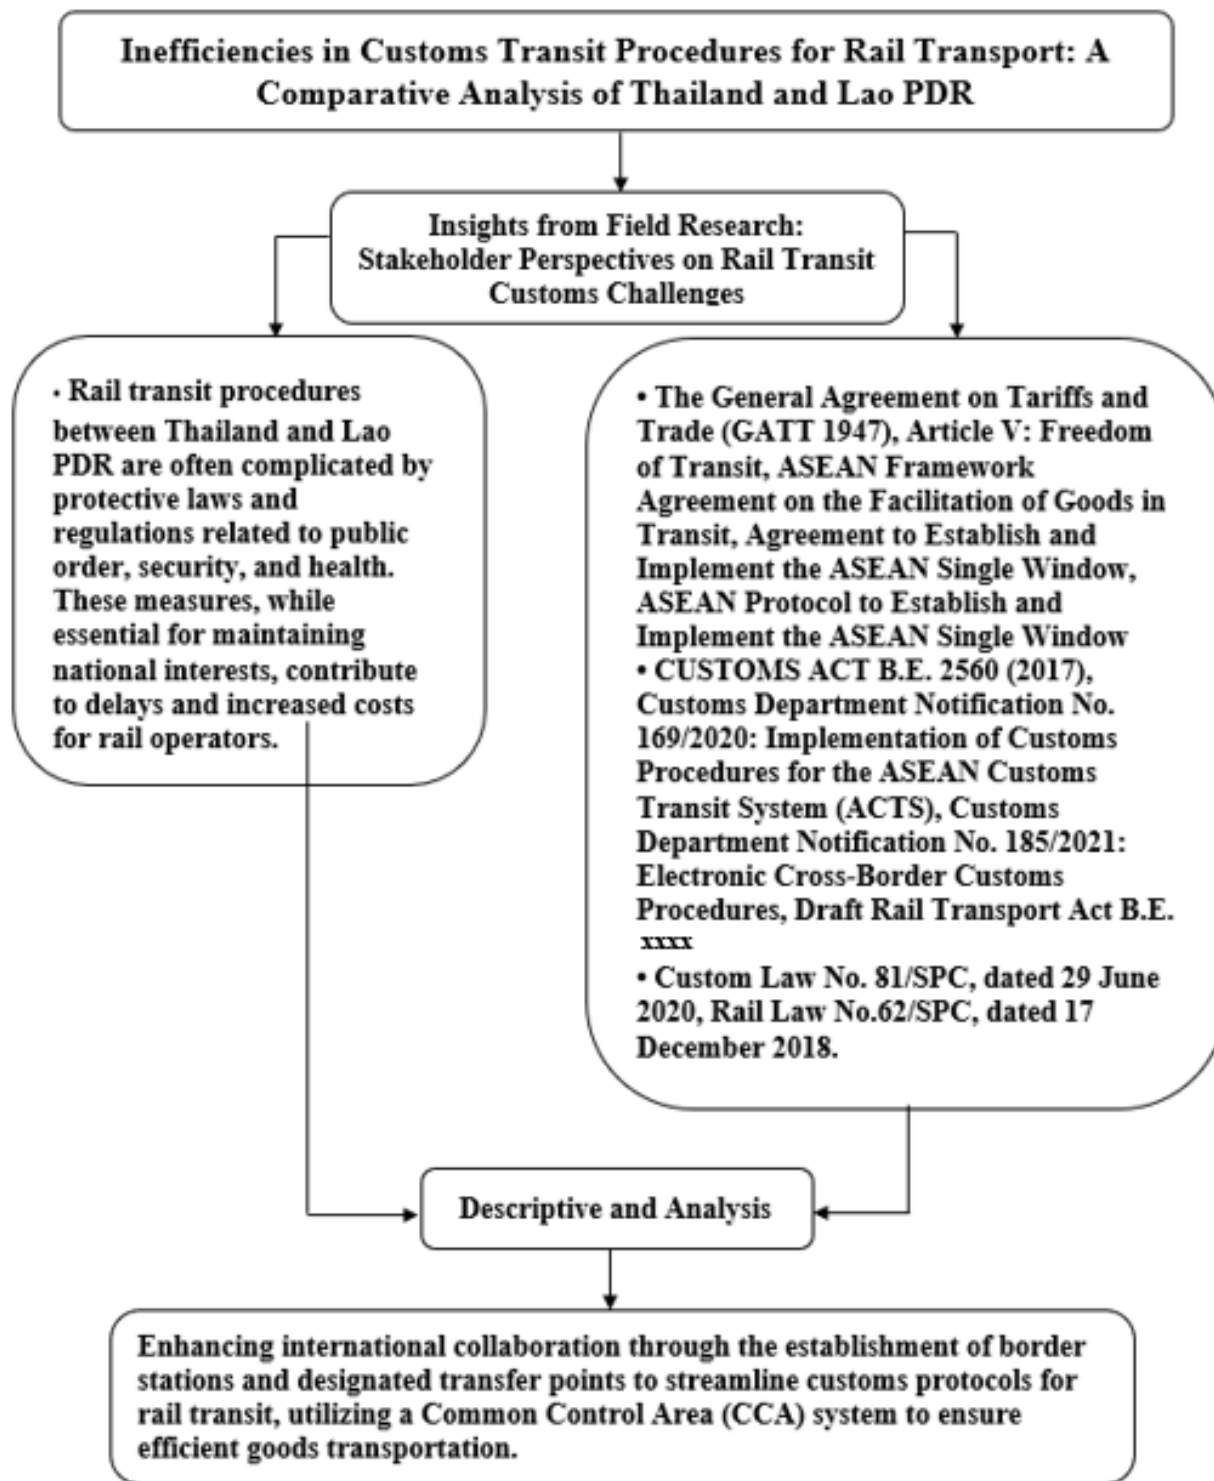 Inefficiencies in Customs Transit Procedures for Rail Transport: A
Comparative Analysis of Thailand and Lao PDR
Insights from Field Research:
Stakeholder Perspectives on Rail Transit
Customs Challenges
· Rail transit procedures
between Thailand and Lao
PDR are often complicated by
protective laws and
regulations related to public
order, security, and health.
These measures, while
essential for maintaining
national interests, contribute
to delays and increased costs
for rail operators.
• The General Agreement on Tariffs and
Trade (GATT 1947), Article V: Freedom
of Transit, ASEAN Framework
Agreement on the Facilitation of Goods in
Transit, Agreement to Establish and
Implement the ASEAN Single Window,
ASEAN Protocol to Establish and
Implement the ASEAN Single Window
• CUSTOMS ACT B.E. 2560 (2017),
Customs Department Notification No.
169/2020: Implementation of Customs
Procedures for the ASEAN Customs
Transit System (ACTS), Customs
Department Notification No. 185/2021:
Electronic Cross-Border Customs
Procedures, Draft Rail Transport Act B.E.
xxxx
• Custom Law No. 81/SPC, dated 29 June
2020, Rail Law No.62/SPC, dated 17
December 2018.
Descriptive and Analysis
Enhancing international collaboration through the establishment of border
stations and designated transfer points to streamline customs protocols for
rail transit, utilizing a Common Control Area (CCA) system to ensure
efficient goods transportation.